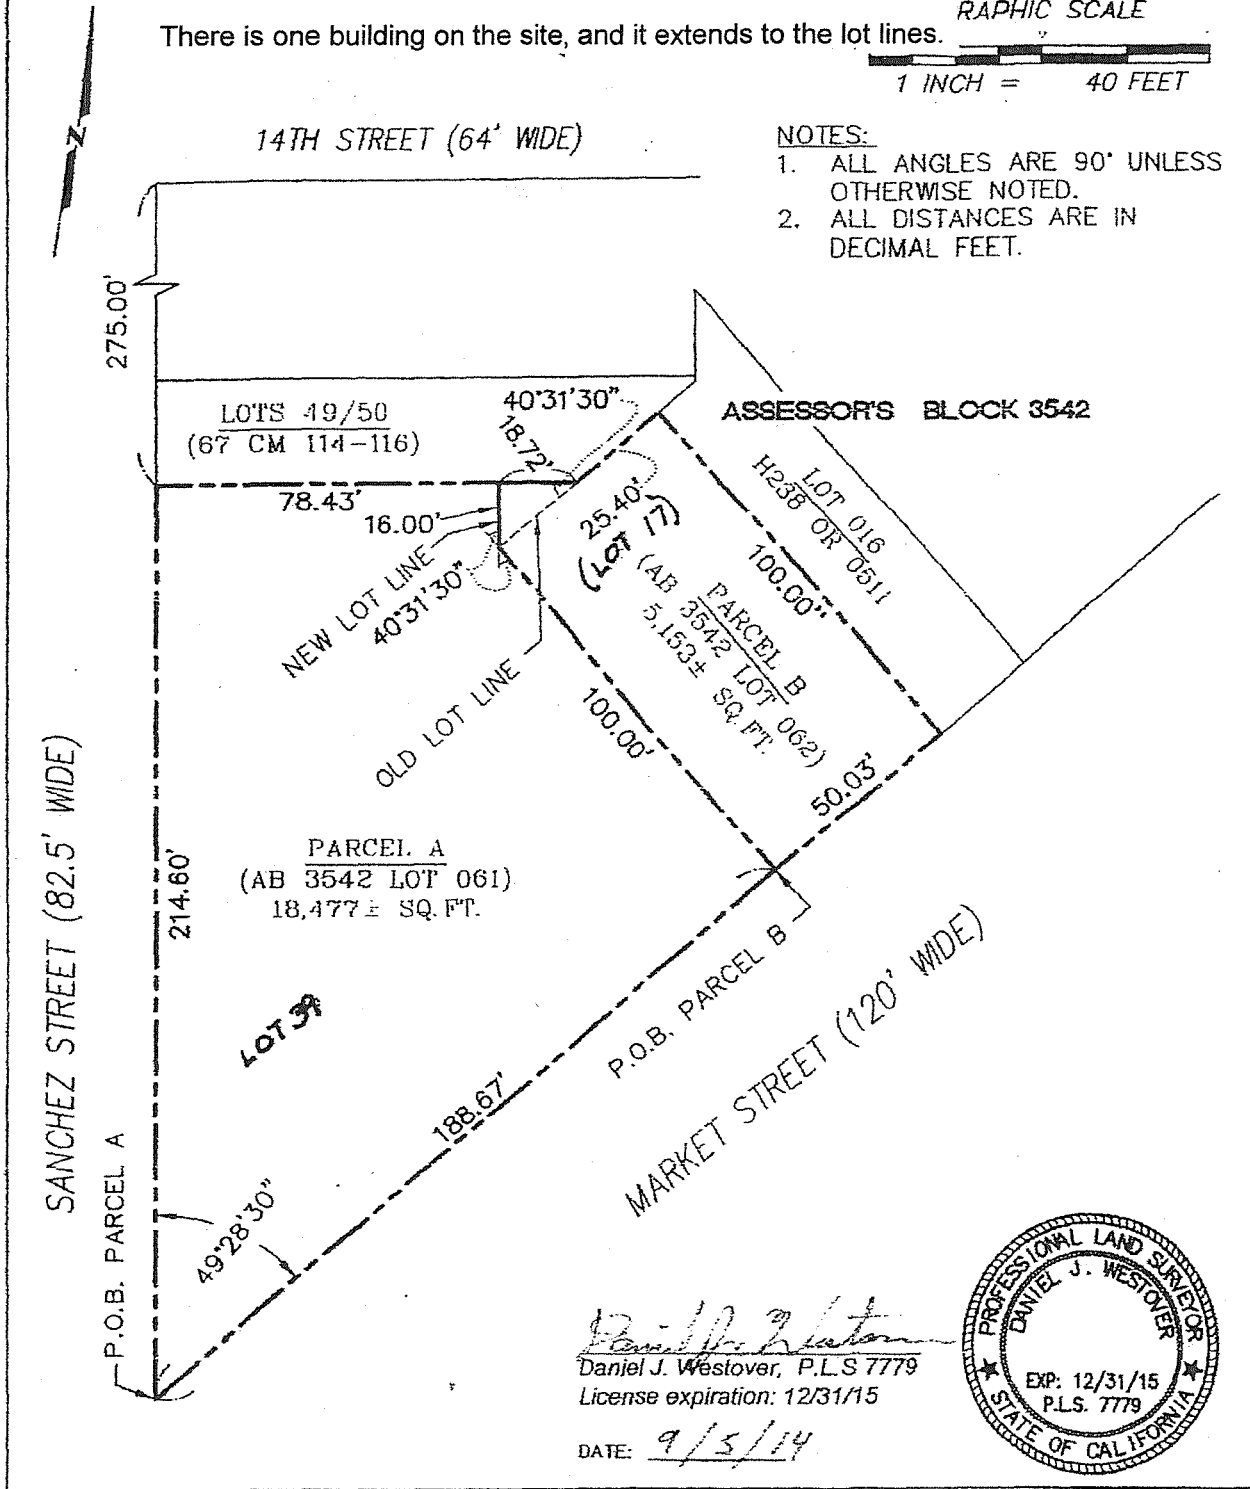 RAPHIC SCALE
There is one building on the site, and it extends to the lot lines.
1 INCH = 40 FEET
N
14TH STREET (64' WIDE)
NOTES:
1. ALL ANGLES ARE 90° UNLESS
OTHERWISE NOTED.
2. ALL DISTANCES ARE IN
DECIMAL FEET.
275.00'
LOTS 49/50
(67 CM 114-116)
40°31'30"
18.72'
ASSESSOR'S BLOCK 3542
78.43'
16.00'
25.40'
(LOT 17)
LOT 016
H238 OR 0511
100.00"
NEW LOT LINE
40°31'30"
OLD LOT LINE
PARCEL B
(AB 3542 LOT 062)
5,153± SQ.FT.
100.00'
50.03'
SANCHEZ STREET (82.5' WIDE)
214.60'
PARCEL A
(AB 3542 LOT 061)
18,477± SQ.FT.
LOT 39
P.O.B. PARCEL B
MARKET STREET (120' WIDE)
188.67'
49°28'30"
P.O.B. PARCEL A
Daniel J. Westover
Daniel J. Westover, P.L.S 7779
License expiration: 12/31/15
DATE: 9/5/14
PROFESSIONAL LAND SURVEYOR
DANIEL J. WESTOVER
EXP: 12/31/15
P.L.S. 7779
STATE OF CALIFORNIA